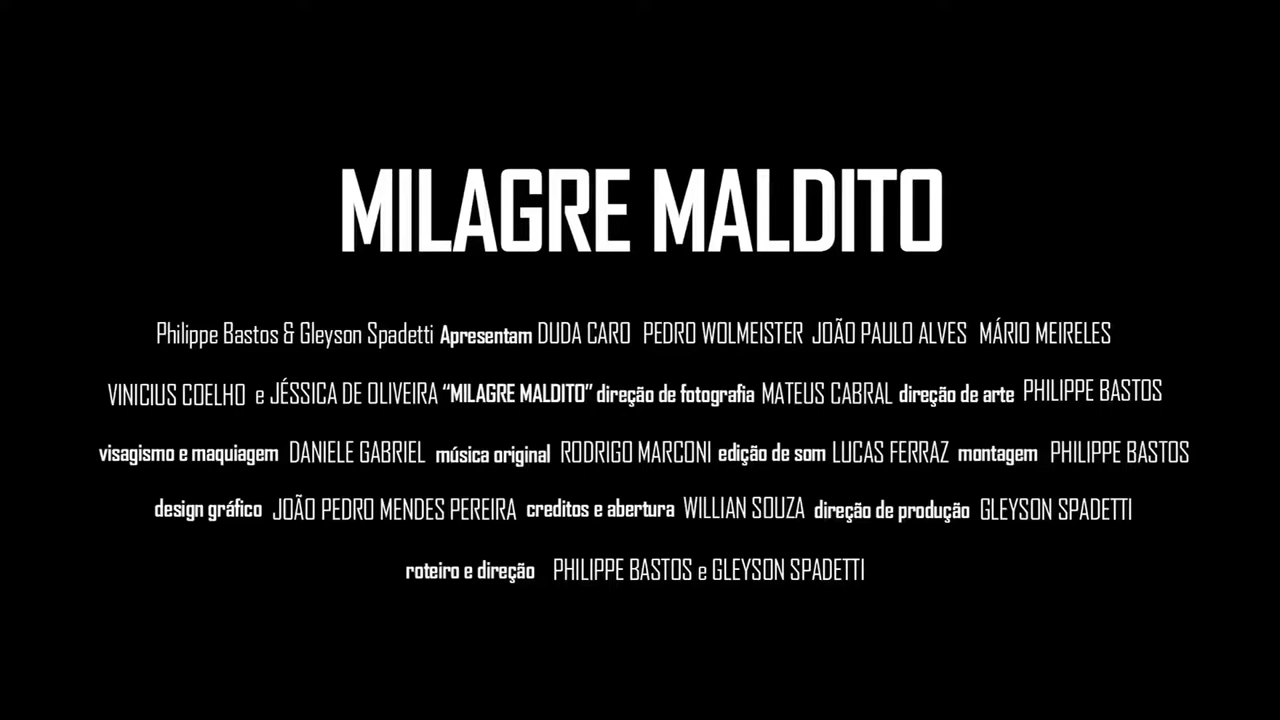 MILAGRE MALDITO
Philippe Bastos & Gleyson Spadetti Apresentam DUDA CARO PEDRO WOLMEISTER JOÃO PAULO ALVES MÁRIO MEIRELES
VINICIUS COELHO e JÉSSICA DE OLIVEIRA “MILAGRE MALDITO” direção de fotografia MATEUS CABRAL direção de arte PHILIPPE BASTOS
visagismo e maquiagem DANIELE GABRIEL música original RODRIGO MARCONI edição de som LUCAS FERRAZ montagem PHILIPPE BASTOS
design gráfico JOÃO PEDRO MENDES PEREIRA creditos e abertura WILLIAN SOUZA direção de produção GLEYSON SPADETTI
roteiro e direção PHILIPPE BASTOS e GLEYSON SPADETTI